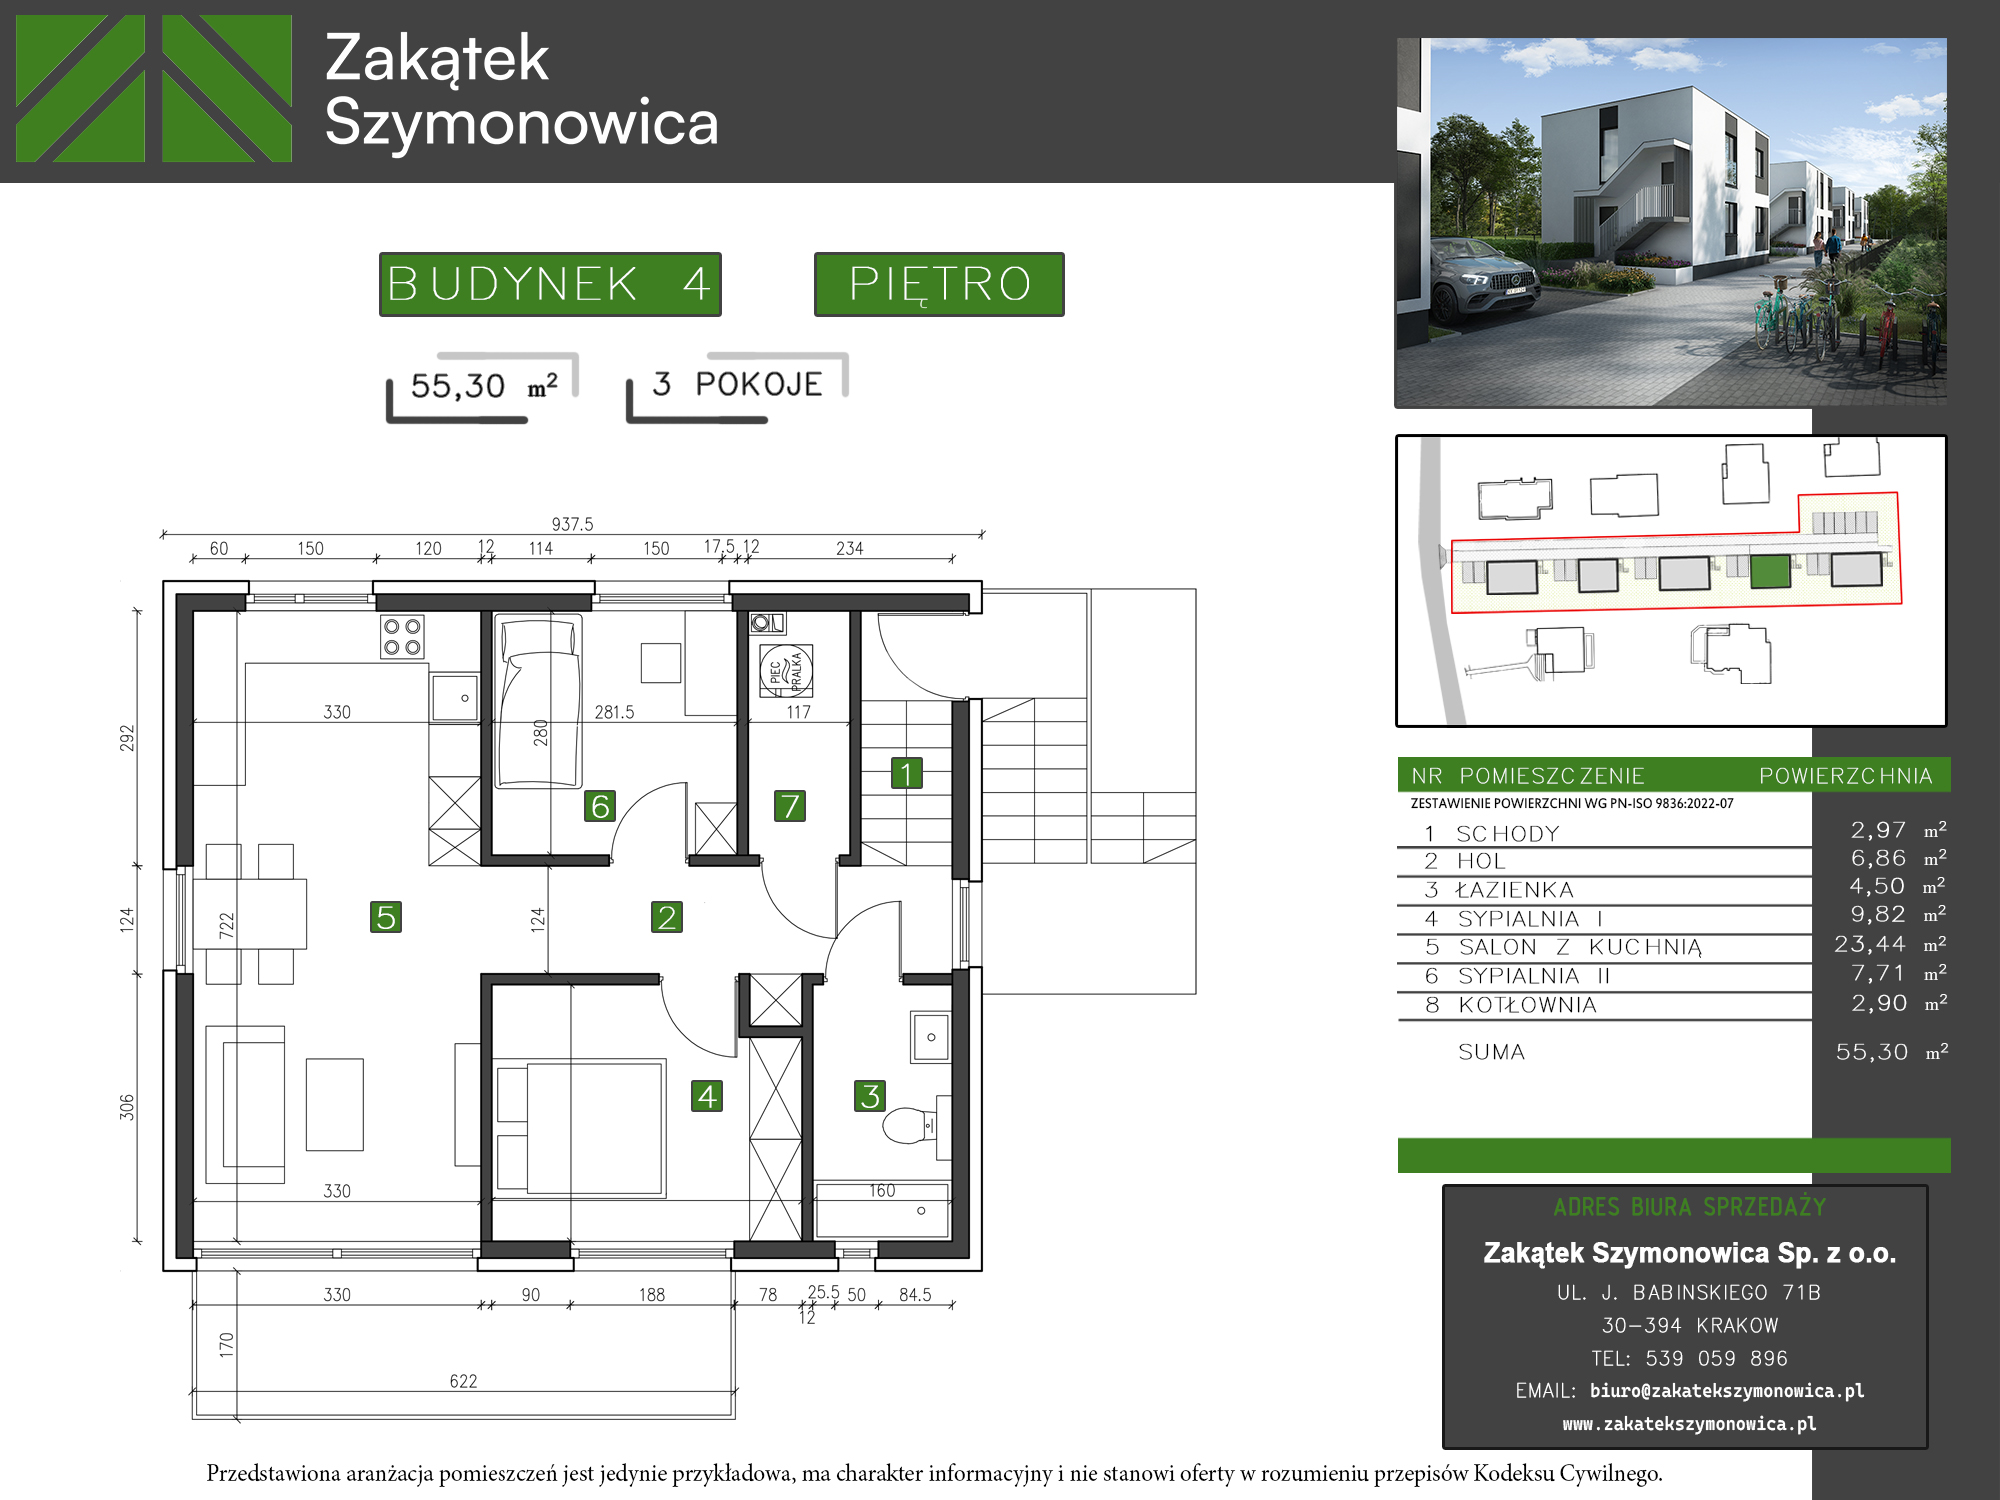 Zakątek
Szymonowica
BUDYNEK 4
PIĘTRO
55,30 m²
3 POKOJE
937.5
60 150 120 12 114 150 17.5 12 234
292
124
306
330
281.5
280
117
PIEC
PRALKA
1
6
7
5
2
722
124
4
3
330
160
330 90 188 78 25.5 50 84.5
12
170
622
NR POMIESZCZENIE POWIERZCHNIA
ZESTAWIENIE POWIERZCHNI WG PN-ISO 9836:2022-07
1 SCHODY 2,97 m²
2 HOL 6,86 m²
3 ŁAZIENKA 4,50 m²
4 SYPIALNIA I 9,82 m²
5 SALON Z KUCHNIĄ 23,44 m²
6 SYPIALNIA II 7,71 m²
8 KOTŁOWNIA 2,90 m²
SUMA 55,30 m²
ADRES BIURA SPRZEDAŻY
Zakątek Szymonowica Sp. z o.o.
UL. J. BABINSKIEGO 71B
30-394 KRAKOW
TEL: 539 059 896
EMAIL: biuro@zakatekszymonowica.pl
www.zakatekszymonowica.pl
Przedstawiona aranżacja pomieszczeń jest jedynie przykładowa, ma charakter informacyjny i nie stanowi oferty w rozumieniu przepisów Kodeksu Cywilnego.